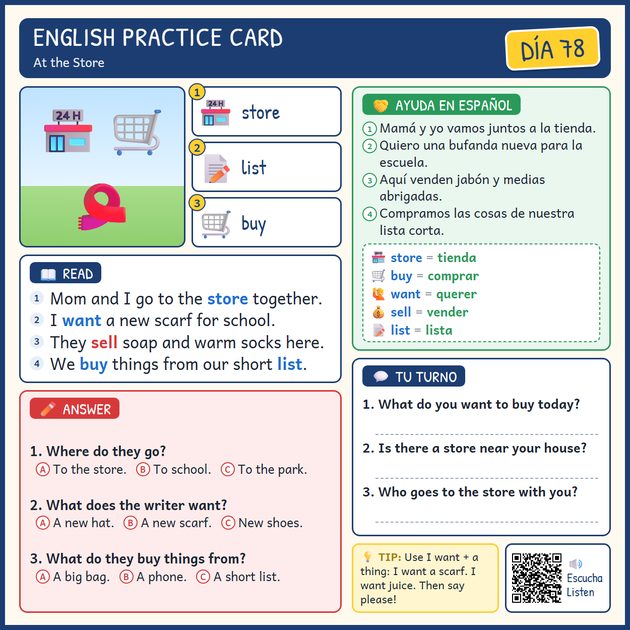 ENGLISH PRACTICE CARD
At the Store
DÍA 78
24 H
1 store
2 list
3 buy
READ
1 Mom and I go to the store together.
2 I want a new scarf for school.
3 They sell soap and warm socks here.
4 We buy things from our short list.
ANSWER
1. Where do they go?
A To the store. B To school. C To the park.
2. What does the writer want?
A A new hat. B A new scarf. C New shoes.
3. What do they buy things from?
A A big bag. B A phone. C A short list.
AYUDA EN ESPAÑOL
1 Mamá y yo vamos juntos a la tienda.
2 Quiero una bufanda nueva para la
escuela.
3 Aquí venden jabón y medias
abrigadas.
4 Compramos las cosas de nuestra
lista corta.
store = tienda
buy = comprar
want = querer
sell = vender
list = lista
TU TURNO
1. What do you want to buy today?
2. Is there a store near your house?
3. Who goes to the store with you?
TIP: Use I want + a
thing: I want a scarf. I
want juice. Then say
please!
Escucha
Listen